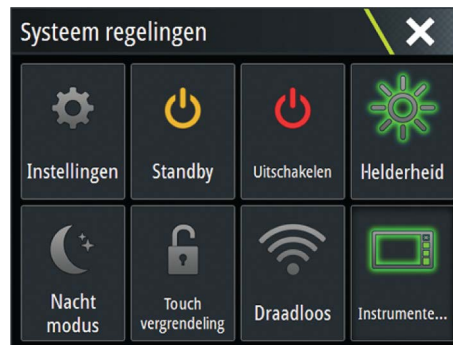 Systeem regelingen
Instellingen
Standby
Uitschakelen
Helderheid
Nacht
modus
Touch
vergrendeling
Draadloos
Instrumente...